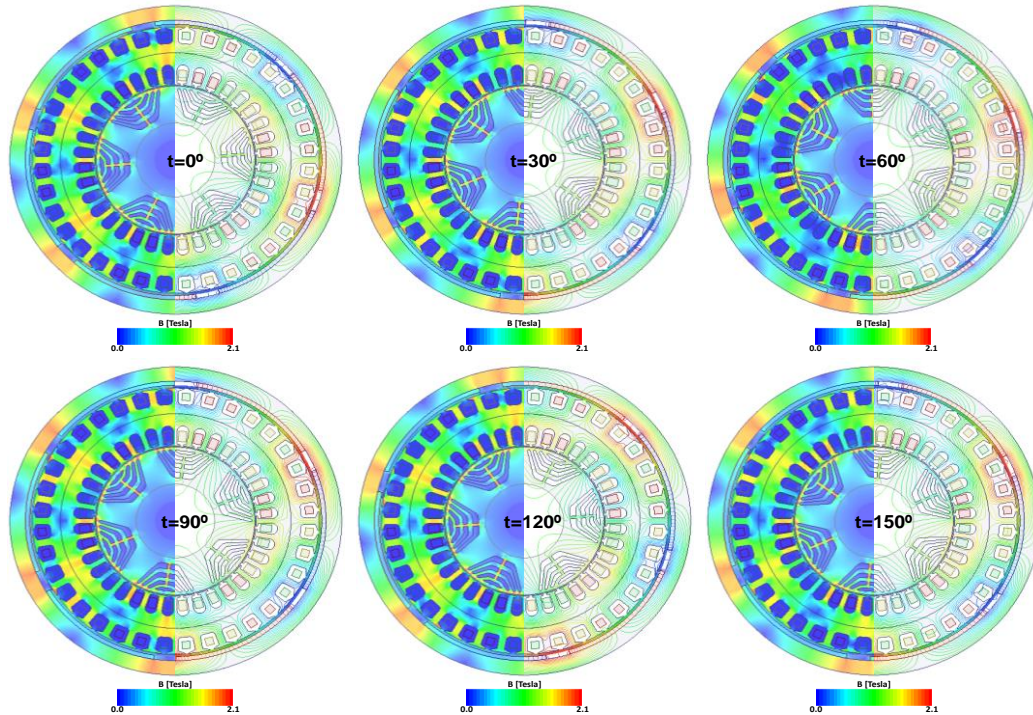 t=0º
t=30º
t=60º
B [Tesla]
0.0 2.1
B [Tesla]
0.0 2.1
B [Tesla]
0.0 2.1
t=90º
t=120º
t=150º
B [Tesla]
0.0 2.1
B [Tesla]
0.0 2.1
B [Tesla]
0.0 2.1